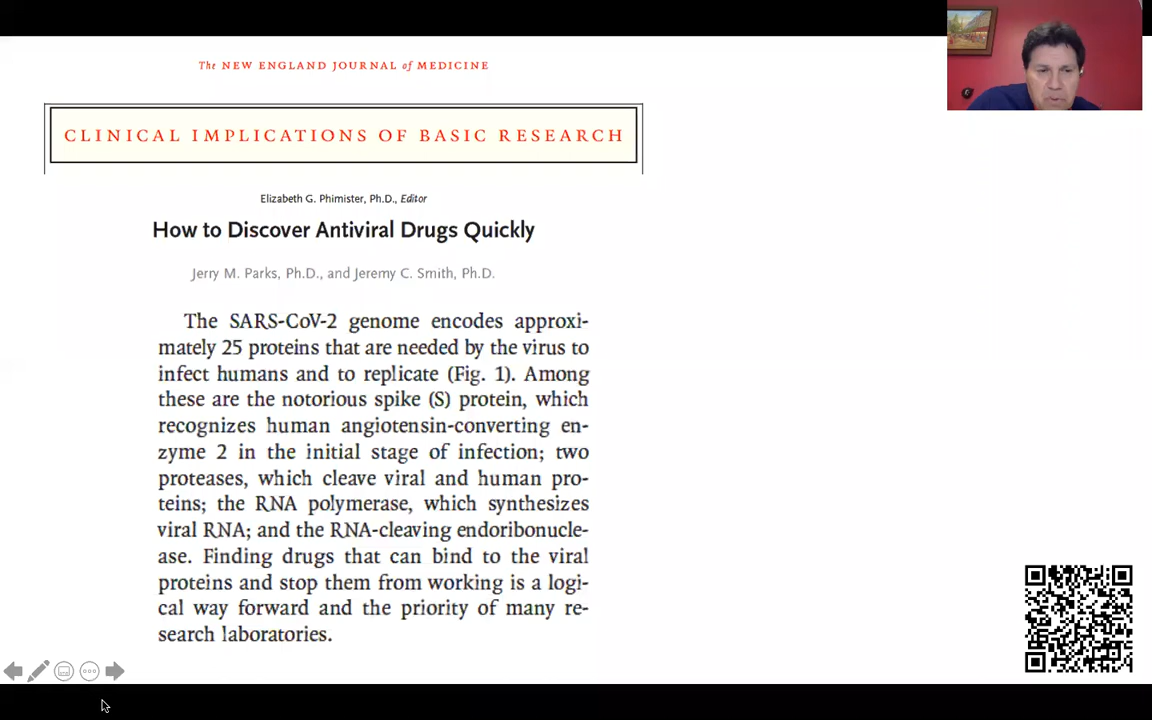 The NEW ENGLAND JOURNAL of MEDICINE
CLINICAL IMPLICATIONS OF BASIC RESEARCH
Elizabeth G. Phimister, Ph.D., Editor
How to Discover Antiviral Drugs Quickly
Jerry M. Parks, Ph.D., and Jeremy C. Smith, Ph.D.
The SARS-CoV-2 genome encodes approxi-
mately 25 proteins that are needed by the virus to
infect humans and to replicate (Fig. 1). Among
these are the notorious spike (S) protein, which
recognizes human angiotensin-converting en-
zyme 2 in the initial stage of infection; two
proteases, which cleave viral and human pro-
teins; the RNA polymerase, which synthesizes
viral RNA; and the RNA-cleaving endoribonucle-
ase. Finding drugs that can bind to the viral
proteins and stop them from working is a logi-
cal way forward and the priority of many re-
search laboratories.